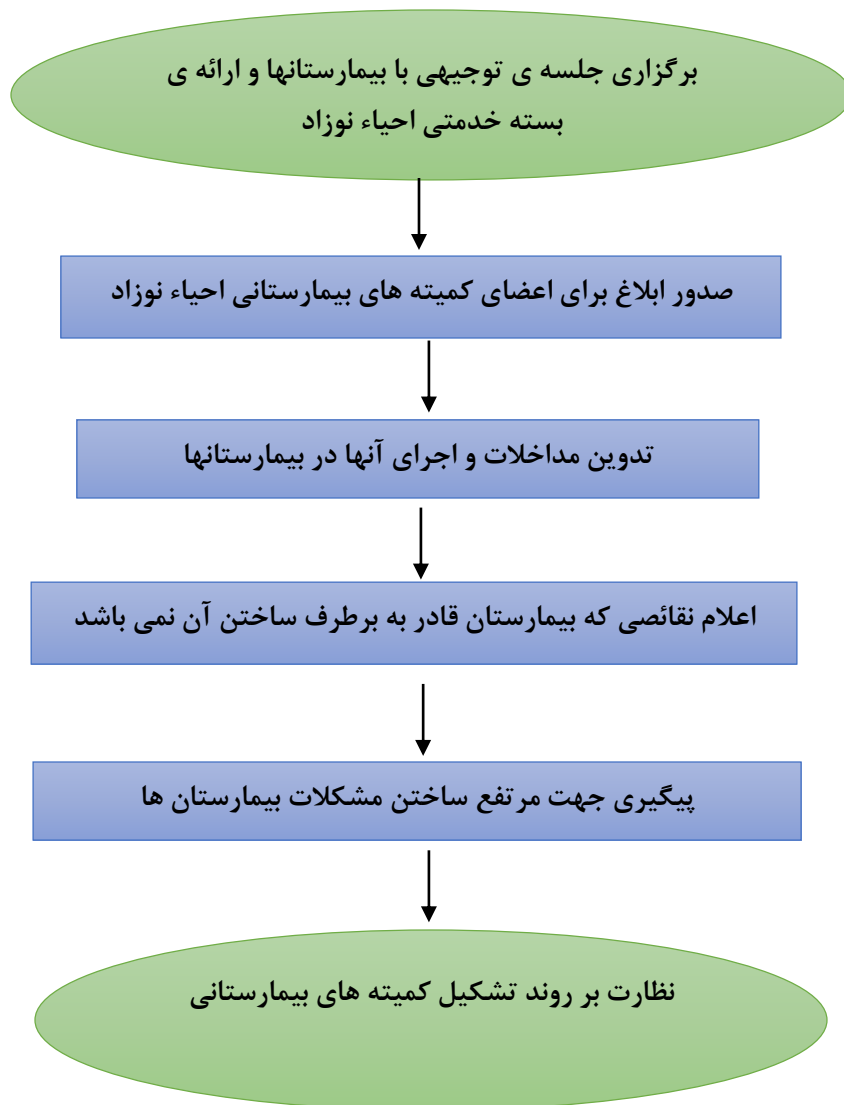 برگزاری جلسه ی توجیهی با بیمارستانها و ارائه ی
بسته خدمتی احیاء نوزاد
صدور ابلاغ برای اعضای کمیته های بیمارستانی احیاء نوزاد
تدوین مداخلات و اجرای آنها در بیمارستانها
اعلام نقائصی که بیمارستان قادر به برطرف ساختن آن نمی باشد
پیگیری جهت مرتفع ساختن مشکلات بیمارستان ها
نظارت بر روند تشکیل کمیته های بیمارستانی